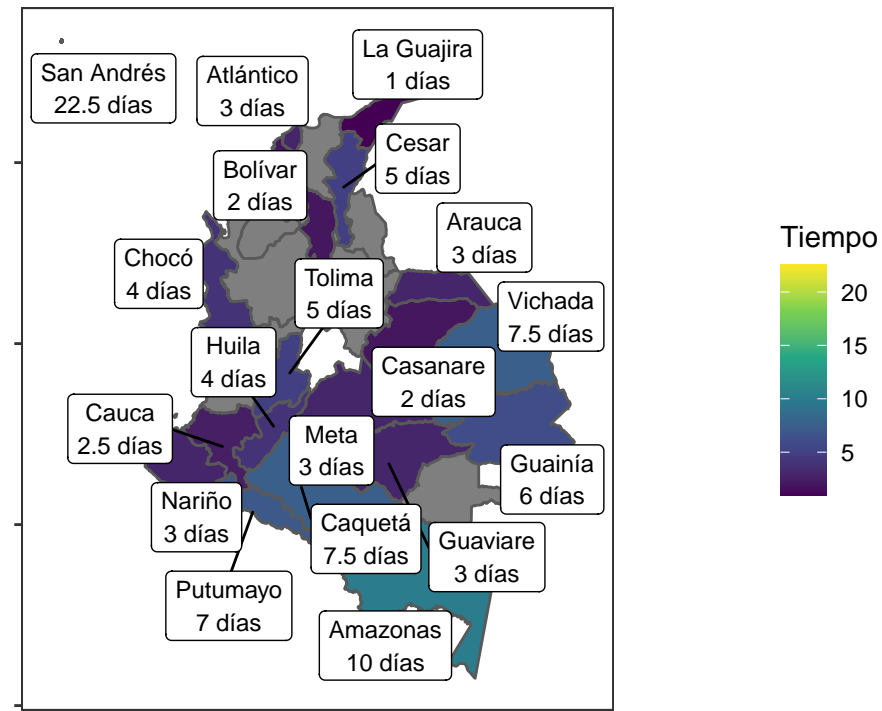 La Guajira
1 días
San Andrés
22.5 días
Atlántico
3 días
Cesar
5 días
Bolívar
2 días
Arauca
3 días
Chocó
4 días
Tolima
5 días
Vichada
7.5 días
Huila
4 días
Casanare
2 días
Cauca
2.5 días
Meta
3 días
Guainía
6 días
Nariño
3 días
Caquetá
7.5 días
Guaviare
3 días
Putumayo
7 días
Amazonas
10 días
Tiempo
20
15
10
5